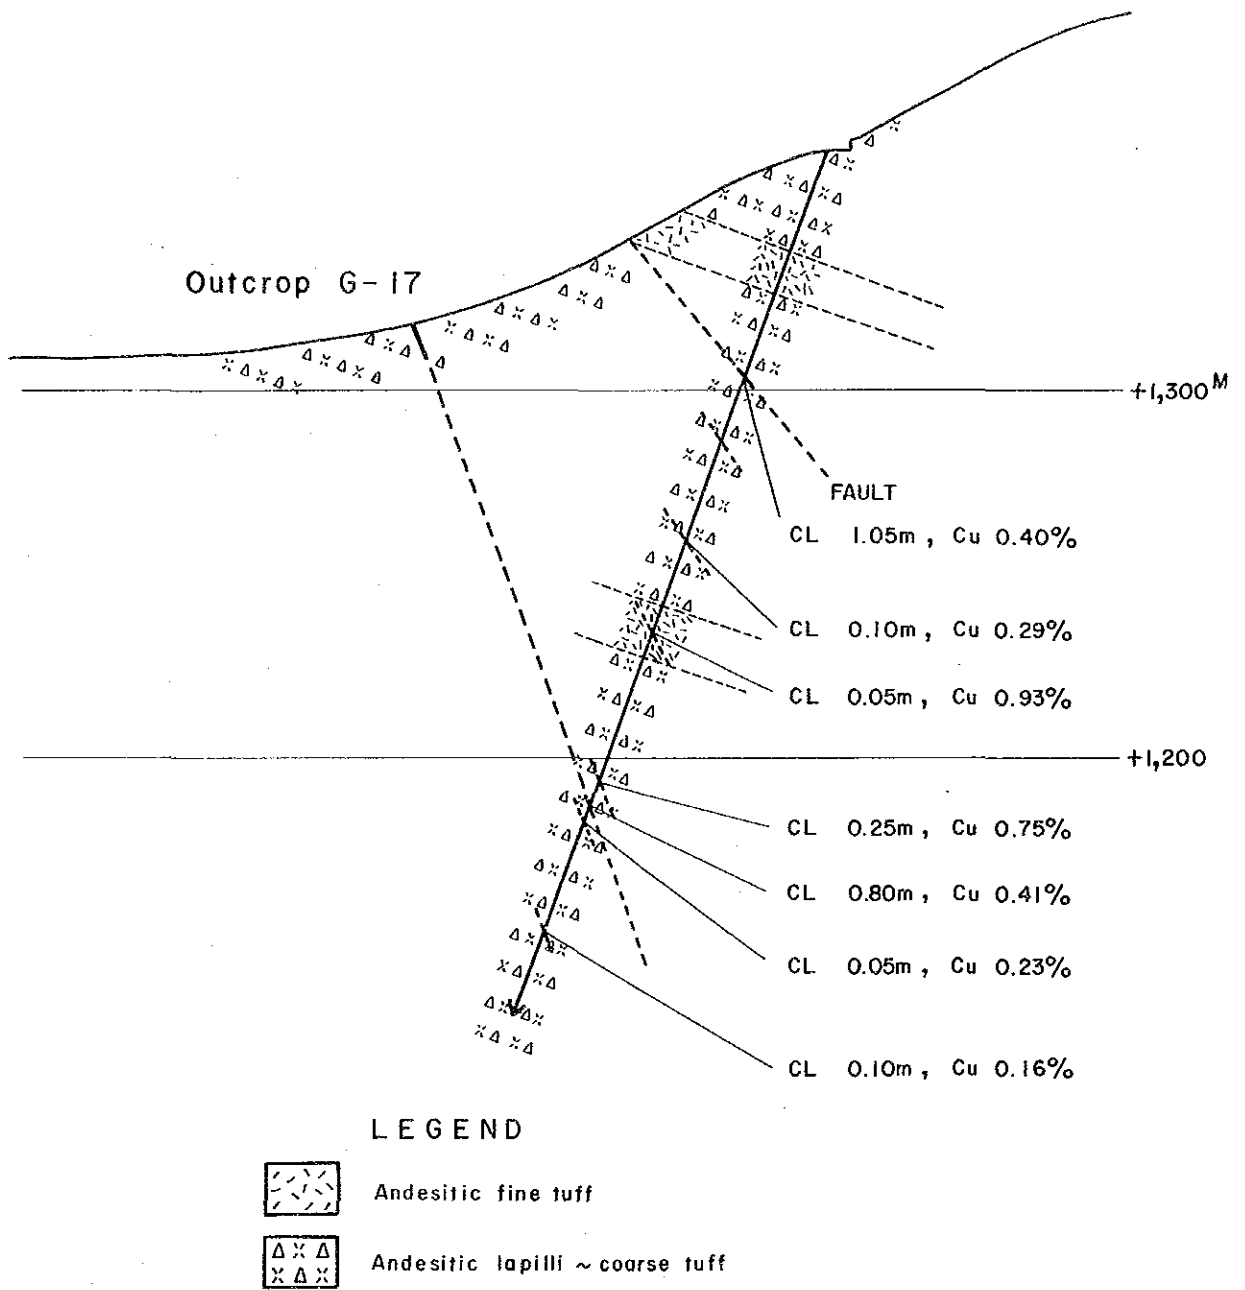 Outcrop G-17
+1,300M
FAULT
CL 1.05m, Cu 0.40%
CL 0.10m, Cu 0.29%
CL 0.05m, Cu 0.93%
+1,200
CL 0.25m, Cu 0.75%
CL 0.80m, Cu 0.41%
CL 0.05m, Cu 0.23%
CL 0.10m, Cu 0.16%
LEGEND
Andesitic fine tuff
Andesitic lapilli ~ coarse tuff